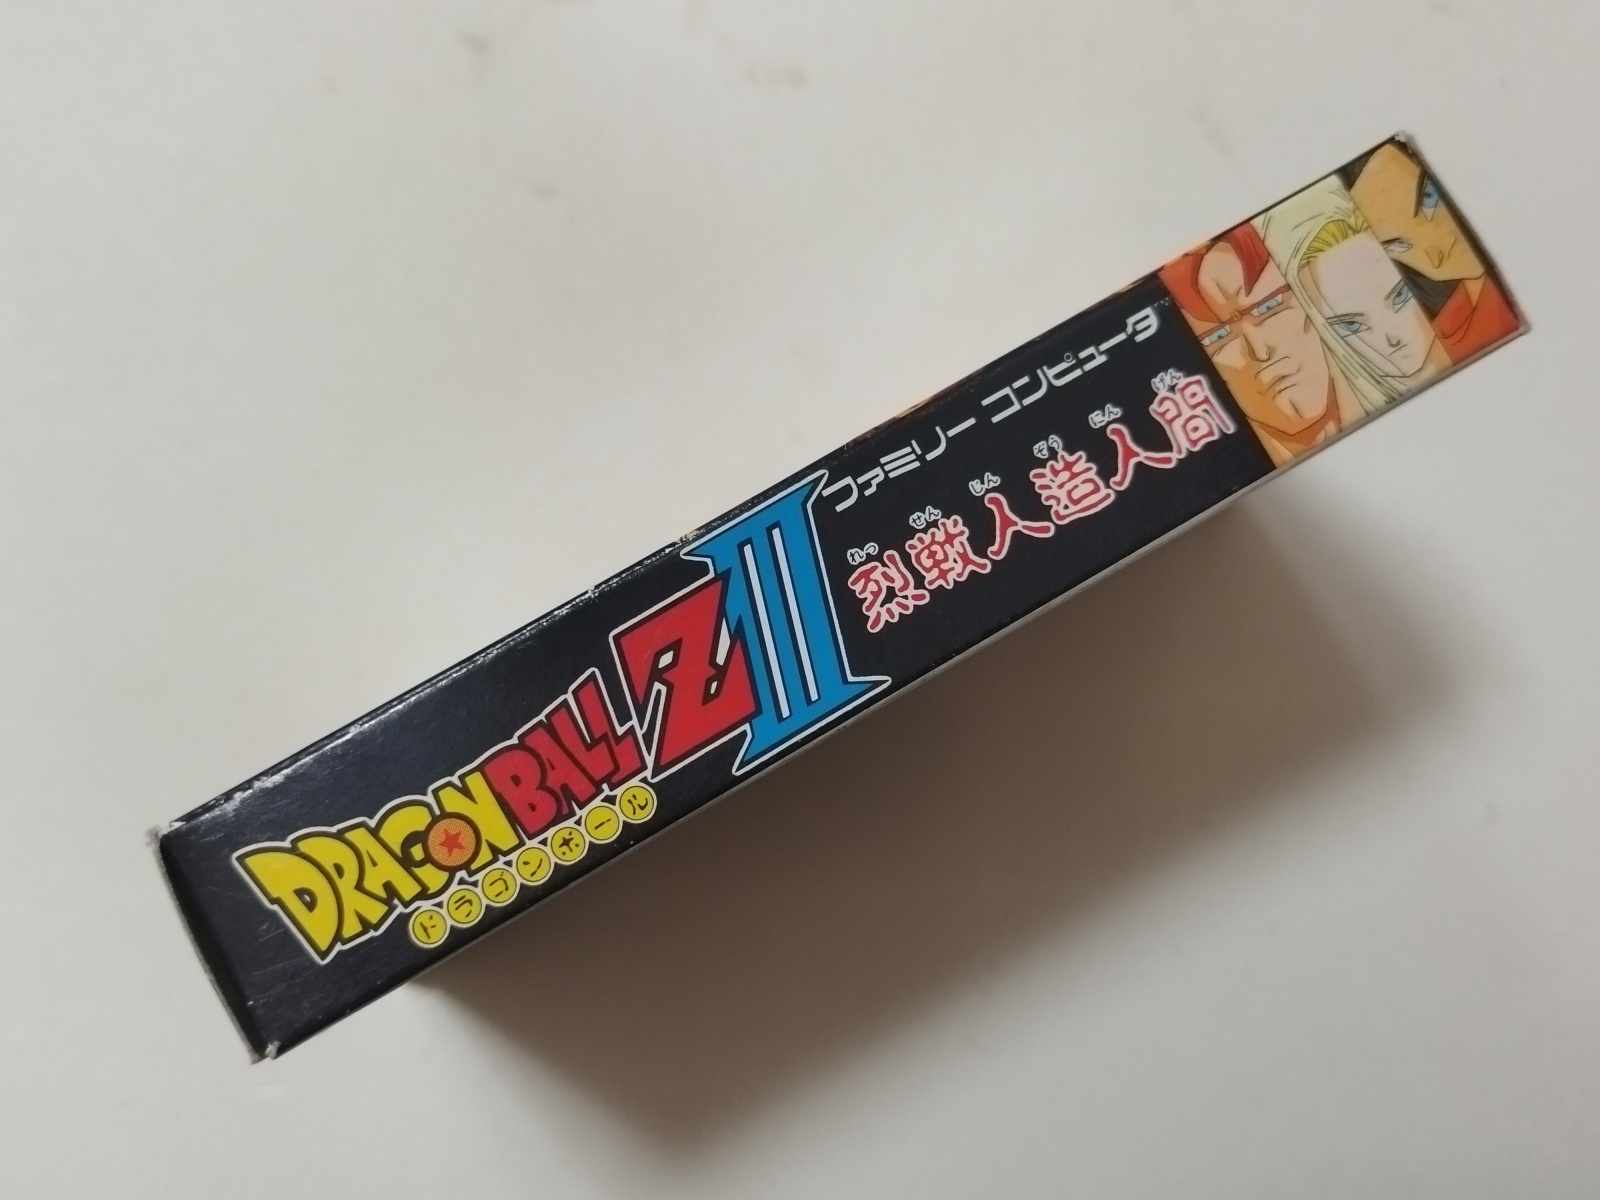 DRAGON BALL Z III
ドラゴンボール
ファミリー コンピュータ
れっ せん じん ぞう にん げん
烈戦人造人間